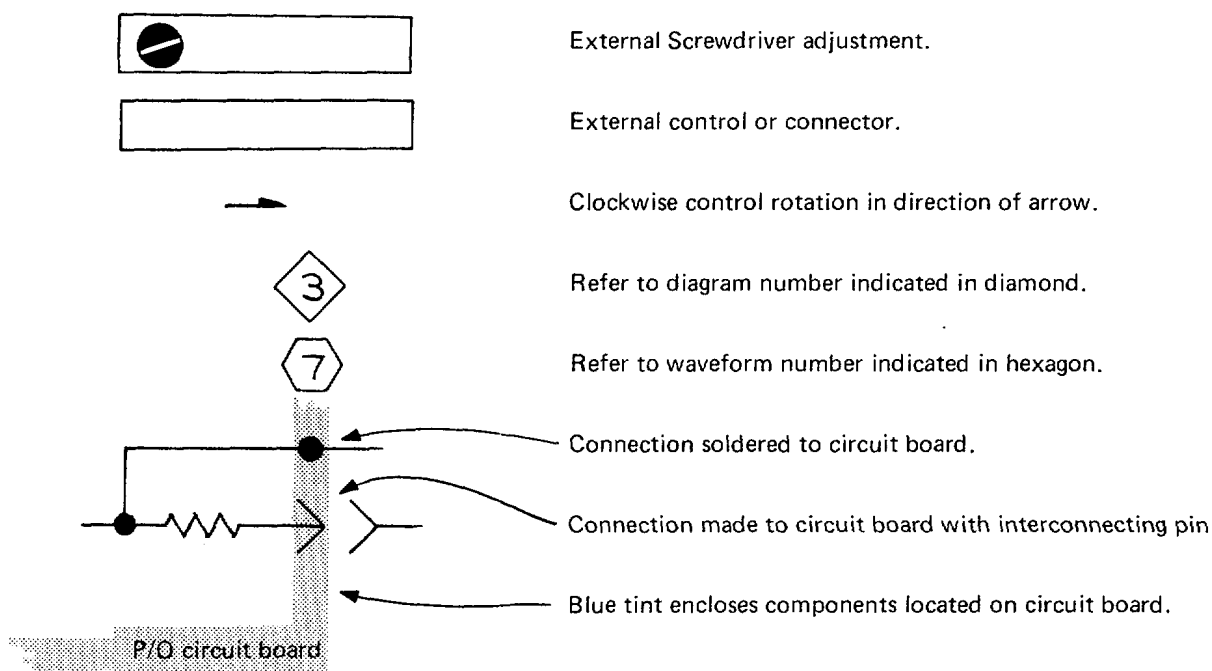 External Screwdriver adjustment.
External control or connector.
Clockwise control rotation in direction of arrow.
3
Refer to diagram number indicated in diamond.
7
Refer to waveform number indicated in hexagon.
Connection soldered to circuit board.
Connection made to circuit board with interconnecting pin
Blue tint encloses components located on circuit board.
P/O circuit board